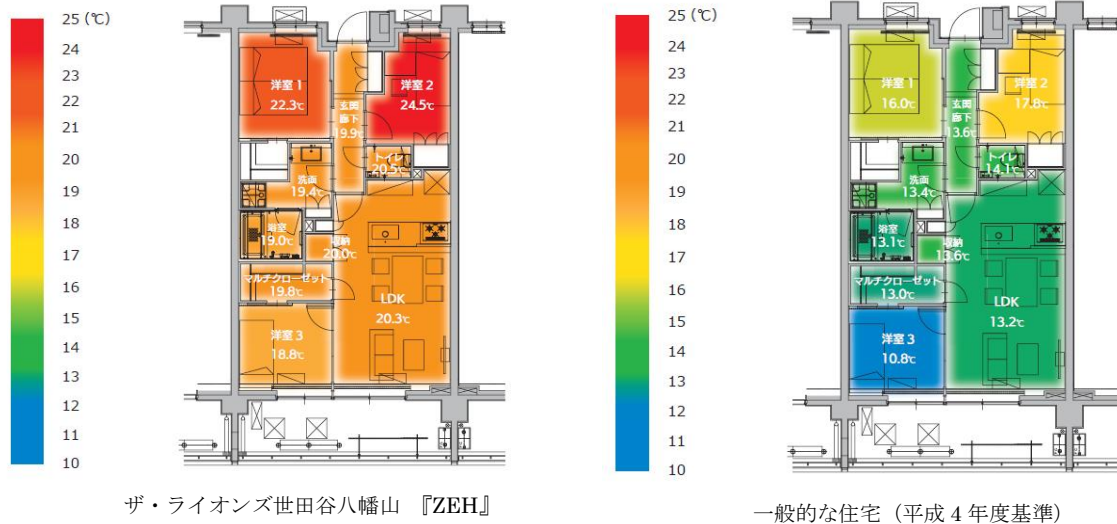 25 (℃)
24
23
22
21
20
19
18
17
16
15
14
13
12
11
10
洋室 1
22.3℃
玄関
廊下
19.9℃
洋室 2
24.5℃
トイレ
20.5℃
洗面
19.4℃
浴室
19.0℃
収納
20.0℃
マルチクローゼット
19.8℃
LDK
20.3℃
洋室 3
18.8℃
ザ・ライオンズ世田谷八幡山 『ZEH』
25 (℃)
24
23
22
21
20
19
18
17
16
15
14
13
12
11
10
洋室 1
16.0℃
玄関
廊下
13.6℃
洋室 2
17.8℃
トイレ
14.1℃
洗面
13.4℃
浴室
13.1℃
収納
13.6℃
マルチクローゼット
13.0℃
LDK
13.2℃
洋室 3
10.8℃
一般的な住宅（平成 4 年度基準）